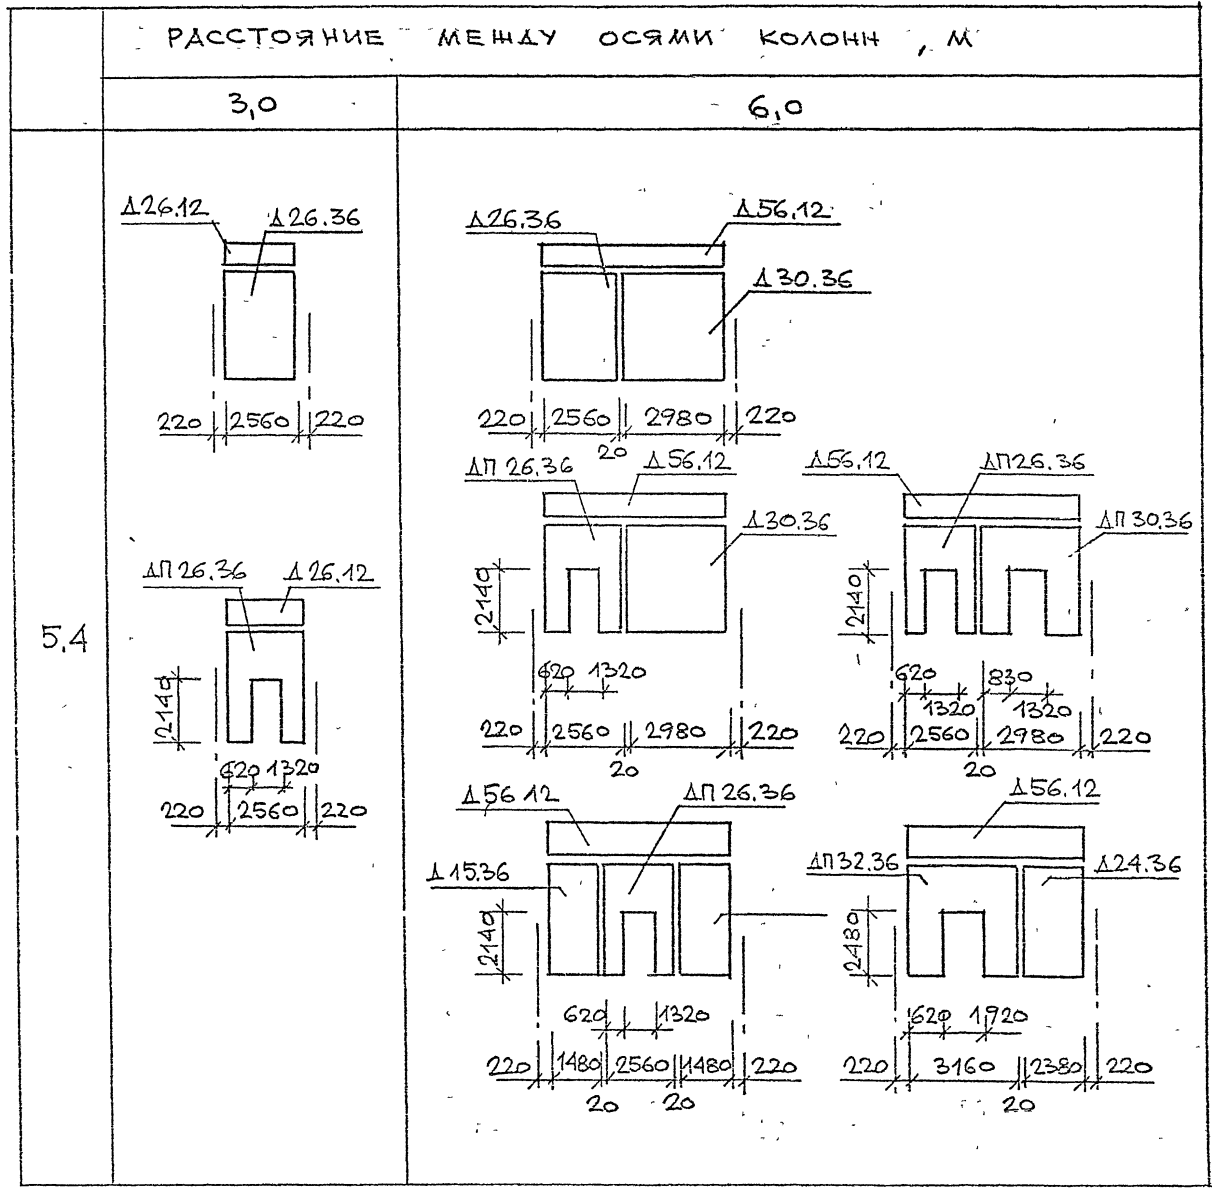 РАССТОЯНИЕ МЕЖДУ ОСЯМИ КОЛОНН, М
3,0
6,0
5,4
Д26.12
Д26.36
220 2560 220
ДП26.36 Д26.12
2140
620 1320
220 2560 220
Д26.36
Д56.12
Д30.36
220 2560 2980 220
20
ДП26.36 Д56.12
Д30.36
2140
620 1320
220 2560 2980 220
20
Д56.12 ДП26.36
ДП30.36
2140
620 830
1320 1320
220 2560 2980 220
20
Д56.12 ДП26.36
Д15.36
2140
620 1320
220 1480 2560 1480 220
20 20
Д56.12
ДП32.36 Д24.36
2480
620 1920
220 3160 2380 220
20